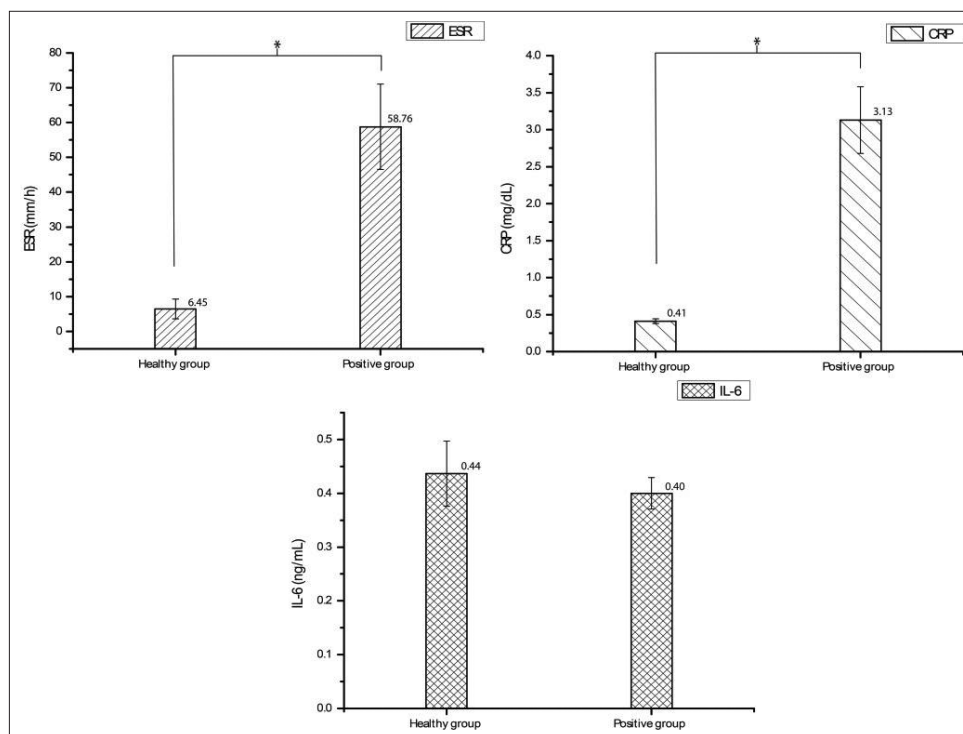 ESR
*
80
70
60
50
40
30
20
10
0
ESR(mm/h)
58.76
6.45
Healthy group
Positive group
CRP
*
4.0
3.5
3.0
2.5
2.0
1.5
1.0
0.5
0.0
CRP(mg/dL)
3.13
0.41
Healthy group
Positive group
IL-6
0.5
0.4
0.3
0.2
0.1
0.0
IL-6(ng/mL)
0.44
0.40
Healthy group
Positive group